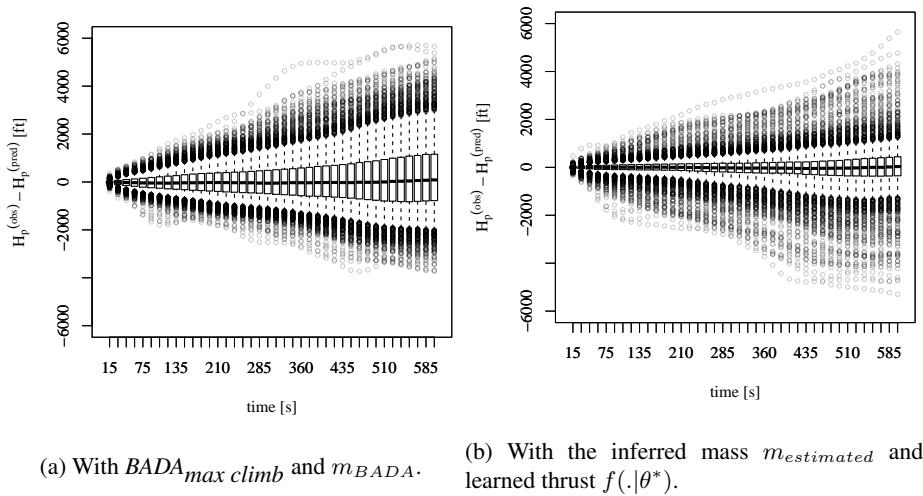 6000
4000
2000
0
−2000
−6000
H_p^(obs) − H_p^(pred) [ft]
15 75 135 210 285 360 435 510 585
time [s]
(a) With BADA_max climb and m_BADA.
6000
4000
2000
0
−2000
−6000
H_p^(obs) − H_p^(pred) [ft]
15 75 135 210 285 360 435 510 585
time [s]
(b) With the inferred mass m_estimated and
learned thrust f(.|θ*).